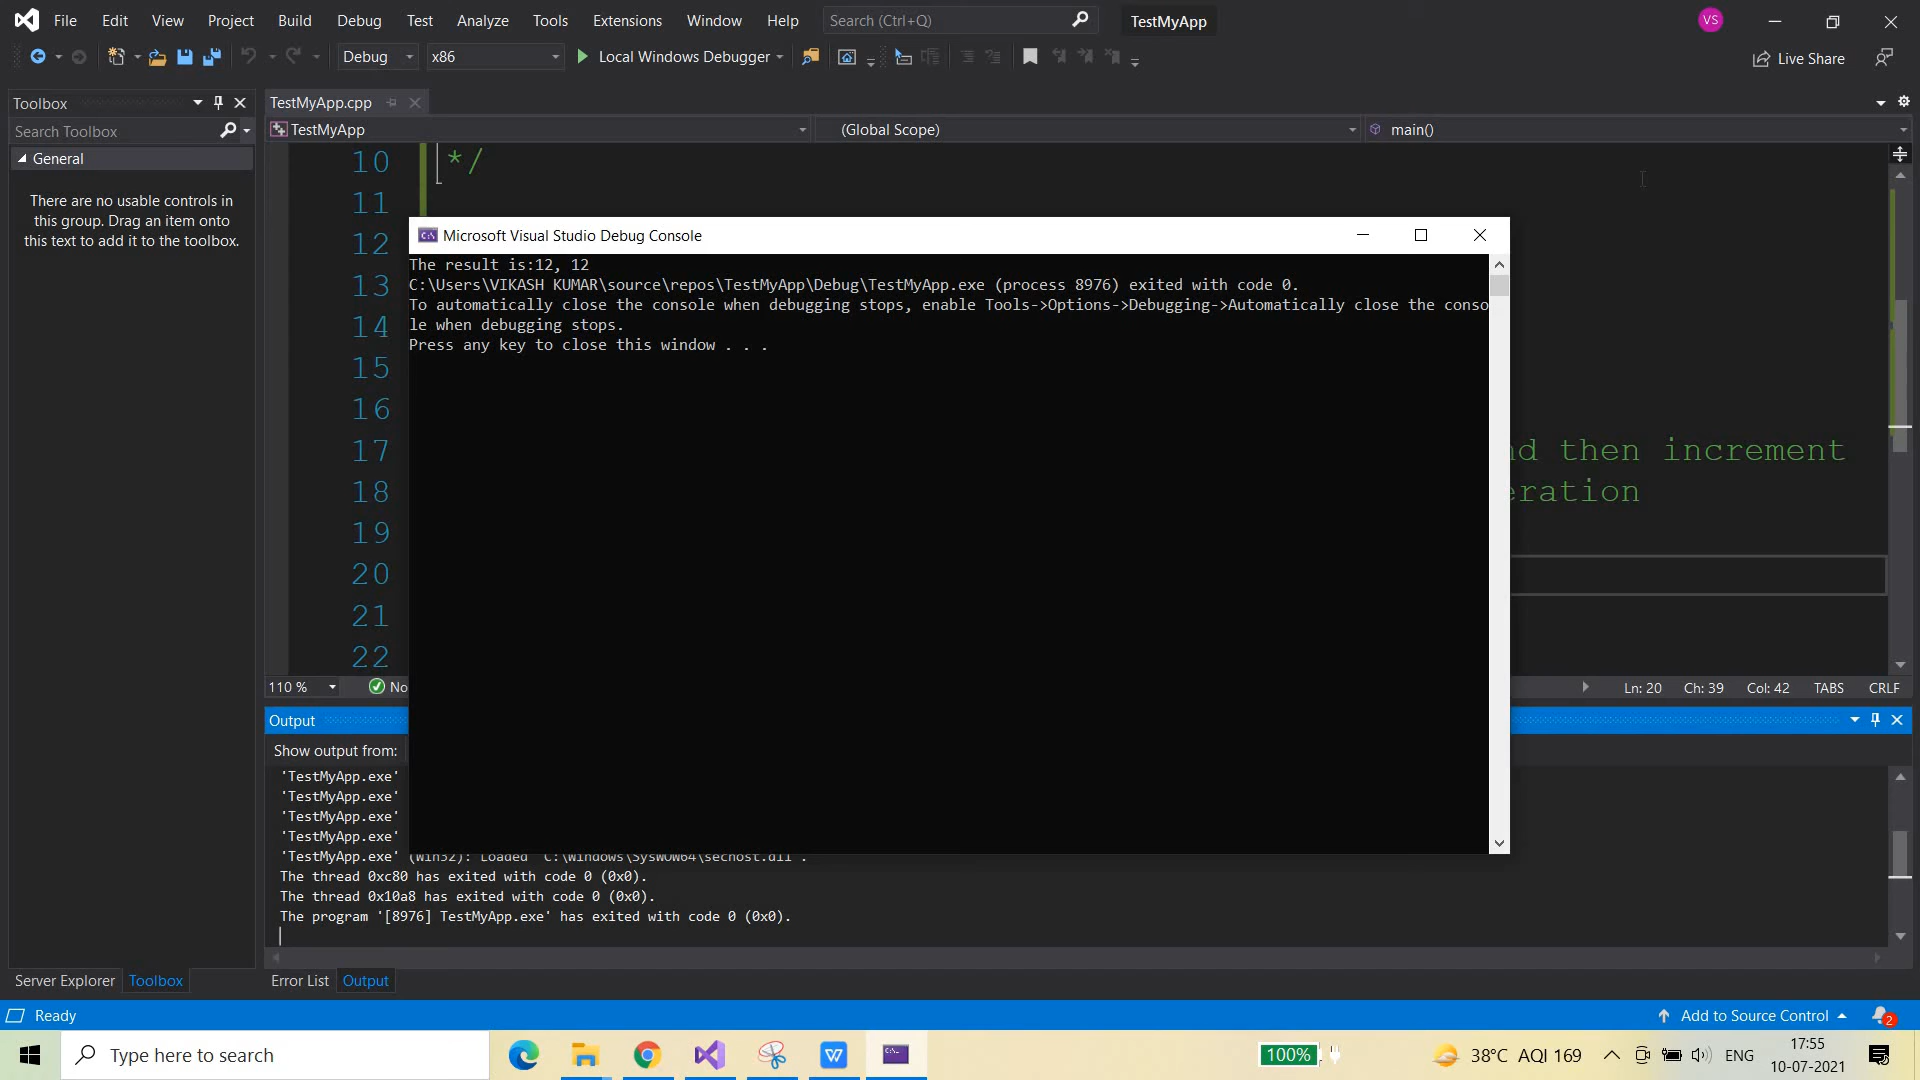 File Edit View Project Build Debug Test Analyze Tools Extensions Window Help Search (Ctrl+Q) TestMyApp VS
Debug x86 Local Windows Debugger Live Share
Toolbox
Search Toolbox
General
There are no usable controls in
this group. Drag an item onto
this text to add it to the toolbox.
TestMyApp.cpp
TestMyApp (Global Scope) main()
10 */
11
12
13
14
15
16
17 nd then increment
18 eration
19
20
21
22
Microsoft Visual Studio Debug Console
The result is:12, 12
C:\Users\VIKASH KUMAR\source\repos\TestMyApp\Debug\TestMyApp.exe (process 8976) exited with code 0.
To automatically close the console when debugging stops, enable Tools->Options->Debugging->Automatically close the conso
le when debugging stops.
Press any key to close this window . . .
110 % No Ln: 20 Ch: 39 Col: 42 TABS CRLF
Output
Show output from:
'TestMyApp.exe'
'TestMyApp.exe'
'TestMyApp.exe'
'TestMyApp.exe'
'TestMyApp.exe' (Win32): Loaded 'C:\Windows\SysWOW64\sechost.dll'.
The thread 0xc80 has exited with code 0 (0x0).
The thread 0x10a8 has exited with code 0 (0x0).
The program '[8976] TestMyApp.exe' has exited with code 0 (0x0).
Server Explorer Toolbox Error List Output
Ready Add to Source Control 2
Type here to search 100% 38°C AQI 169 ENG 17:55
10-07-2021